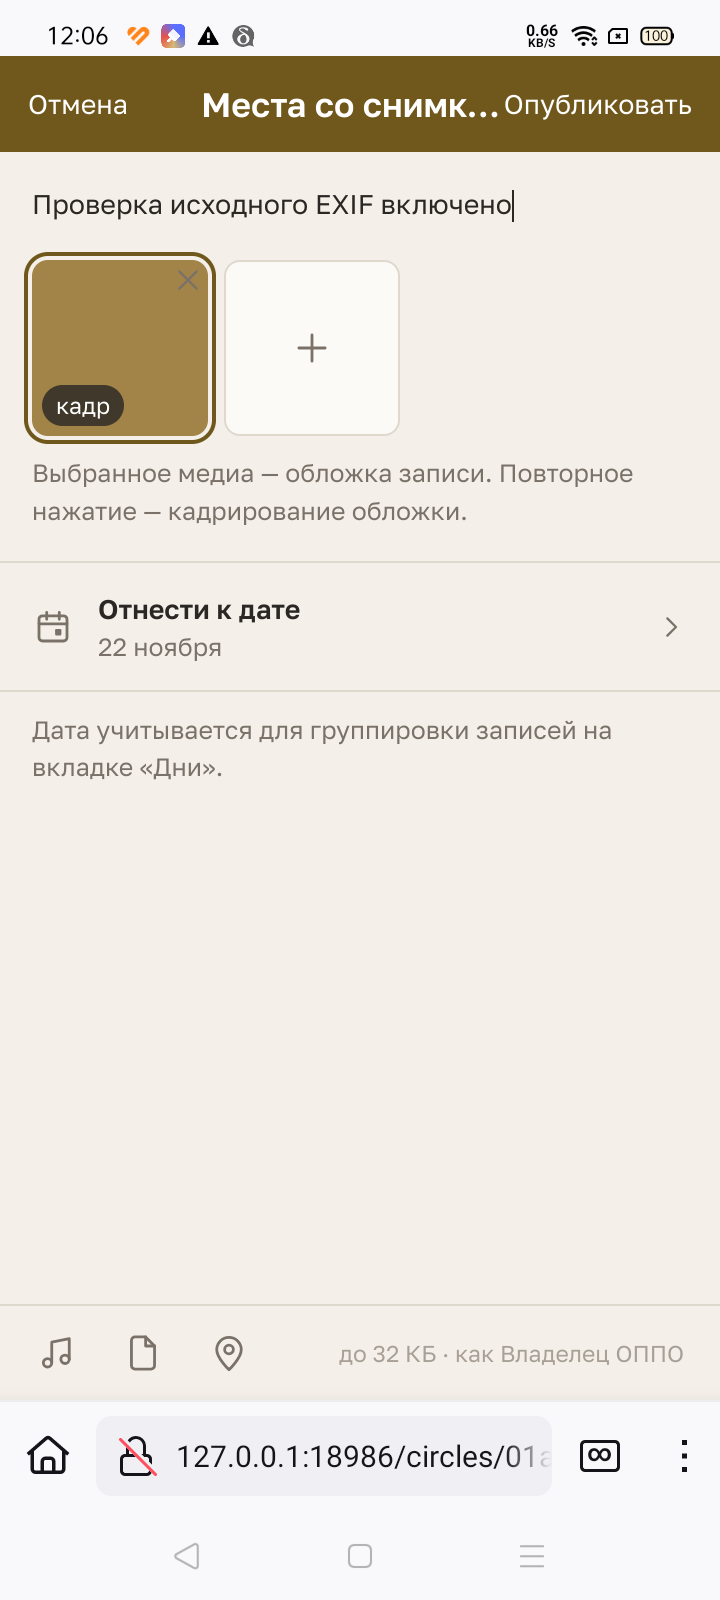 12:06
0.66
KB/S
100
Отмена
Места со снимк...
Опубликовать
Проверка исходного EXIF включено
кадр
Выбранное медиа — обложка записи. Повторное
нажатие — кадрирование обложки.
Отнести к дате
22 ноября
Дата учитывается для группировки записей на
вкладке «Дни».
до 32 КБ · как Владелец ОППО
127.0.0.1:18986/circles/01a